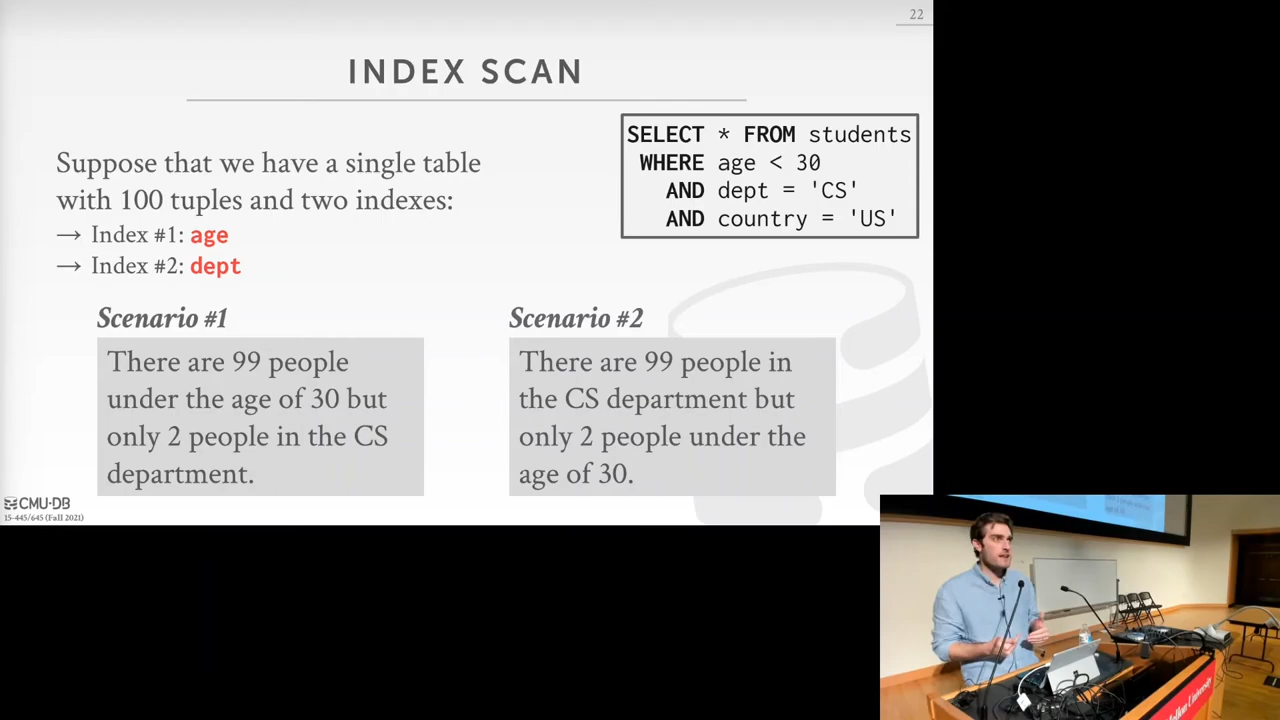 22
INDEX SCAN
Suppose that we have a single table
with 100 tuples and two indexes:
→ Index #1: age
→ Index #2: dept
SELECT * FROM students
WHERE age < 30
AND dept = 'CS'
AND country = 'US'
Scenario #1
There are 99 people
under the age of 30 but
only 2 people in the CS
department.
Scenario #2
There are 99 people in
the CS department but
only 2 people under the
age of 30.
CMU·DB
15-445/645 (Fall 2021)
Mellon University